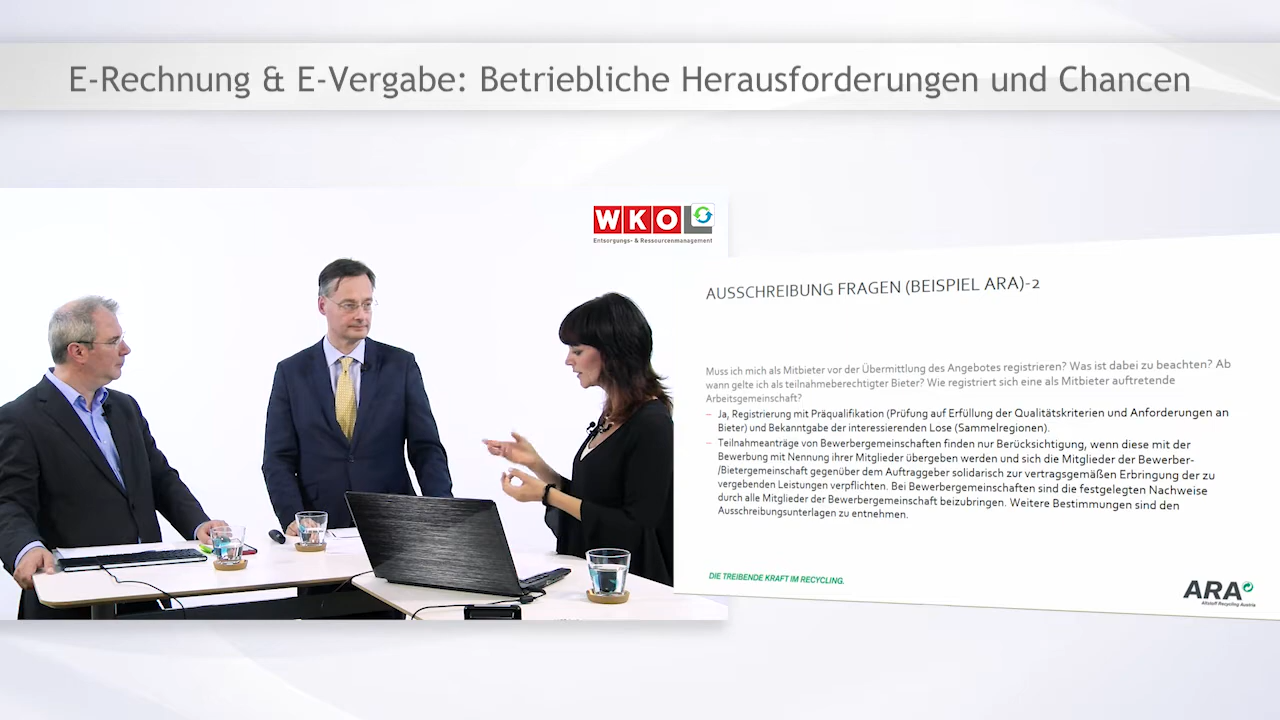 E-Rechnung & E-Vergabe: Betriebliche Herausforderungen und Chancen
WKO
Entsorgungs- & Ressourcenmanagement
AUSSCHREIBUNG FRAGEN (BEISPIEL ARA)-2
Muss ich mich als Mitbieter vor der Übermittlung des Angebotes registrieren? Was ist dabei zu beachten? Ab
wann gelte ich als teilnahmeberechtigter Bieter? Wie registriert sich eine als Mitbieter auftretende
Arbeitsgemeinschaft?
– Ja, Registrierung mit Präqualifikation (Prüfung auf Erfüllung der Qualitätskriterien und Anforderungen an
Bieter) und Bekanntgabe der interessierenden Lose (Sammelregionen).
– Teilnahmeanträge von Bewerbergemeinschaften finden nur Berücksichtigung, wenn diese mit der
Bewerbung mit Nennung ihrer Mitglieder übergeben werden und sich die Mitglieder der Bewerber-
/Bietergemeinschaft gegenüber dem Auftraggeber solidarisch zur vertragsgemäßen Erbringung der zu
vergebenden Leistungen verpflichten. Bei Bewerbergemeinschaften sind die festgelegten Nachweise
durch alle Mitglieder der Bewerbergemeinschaft beizubringen. Weitere Bestimmungen sind den
Ausschreibungsunterlagen zu entnehmen.
DIE TREIBENDE KRAFT IM RECYCLING.
ARA
Altstoff Recycling Austria